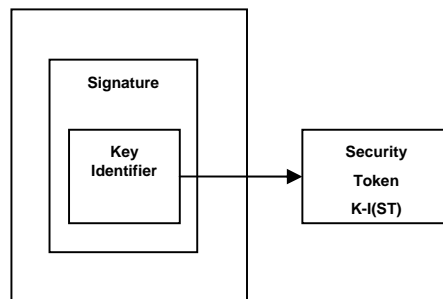 Signature
Key
Identifier
Security
Token
K-I(ST)